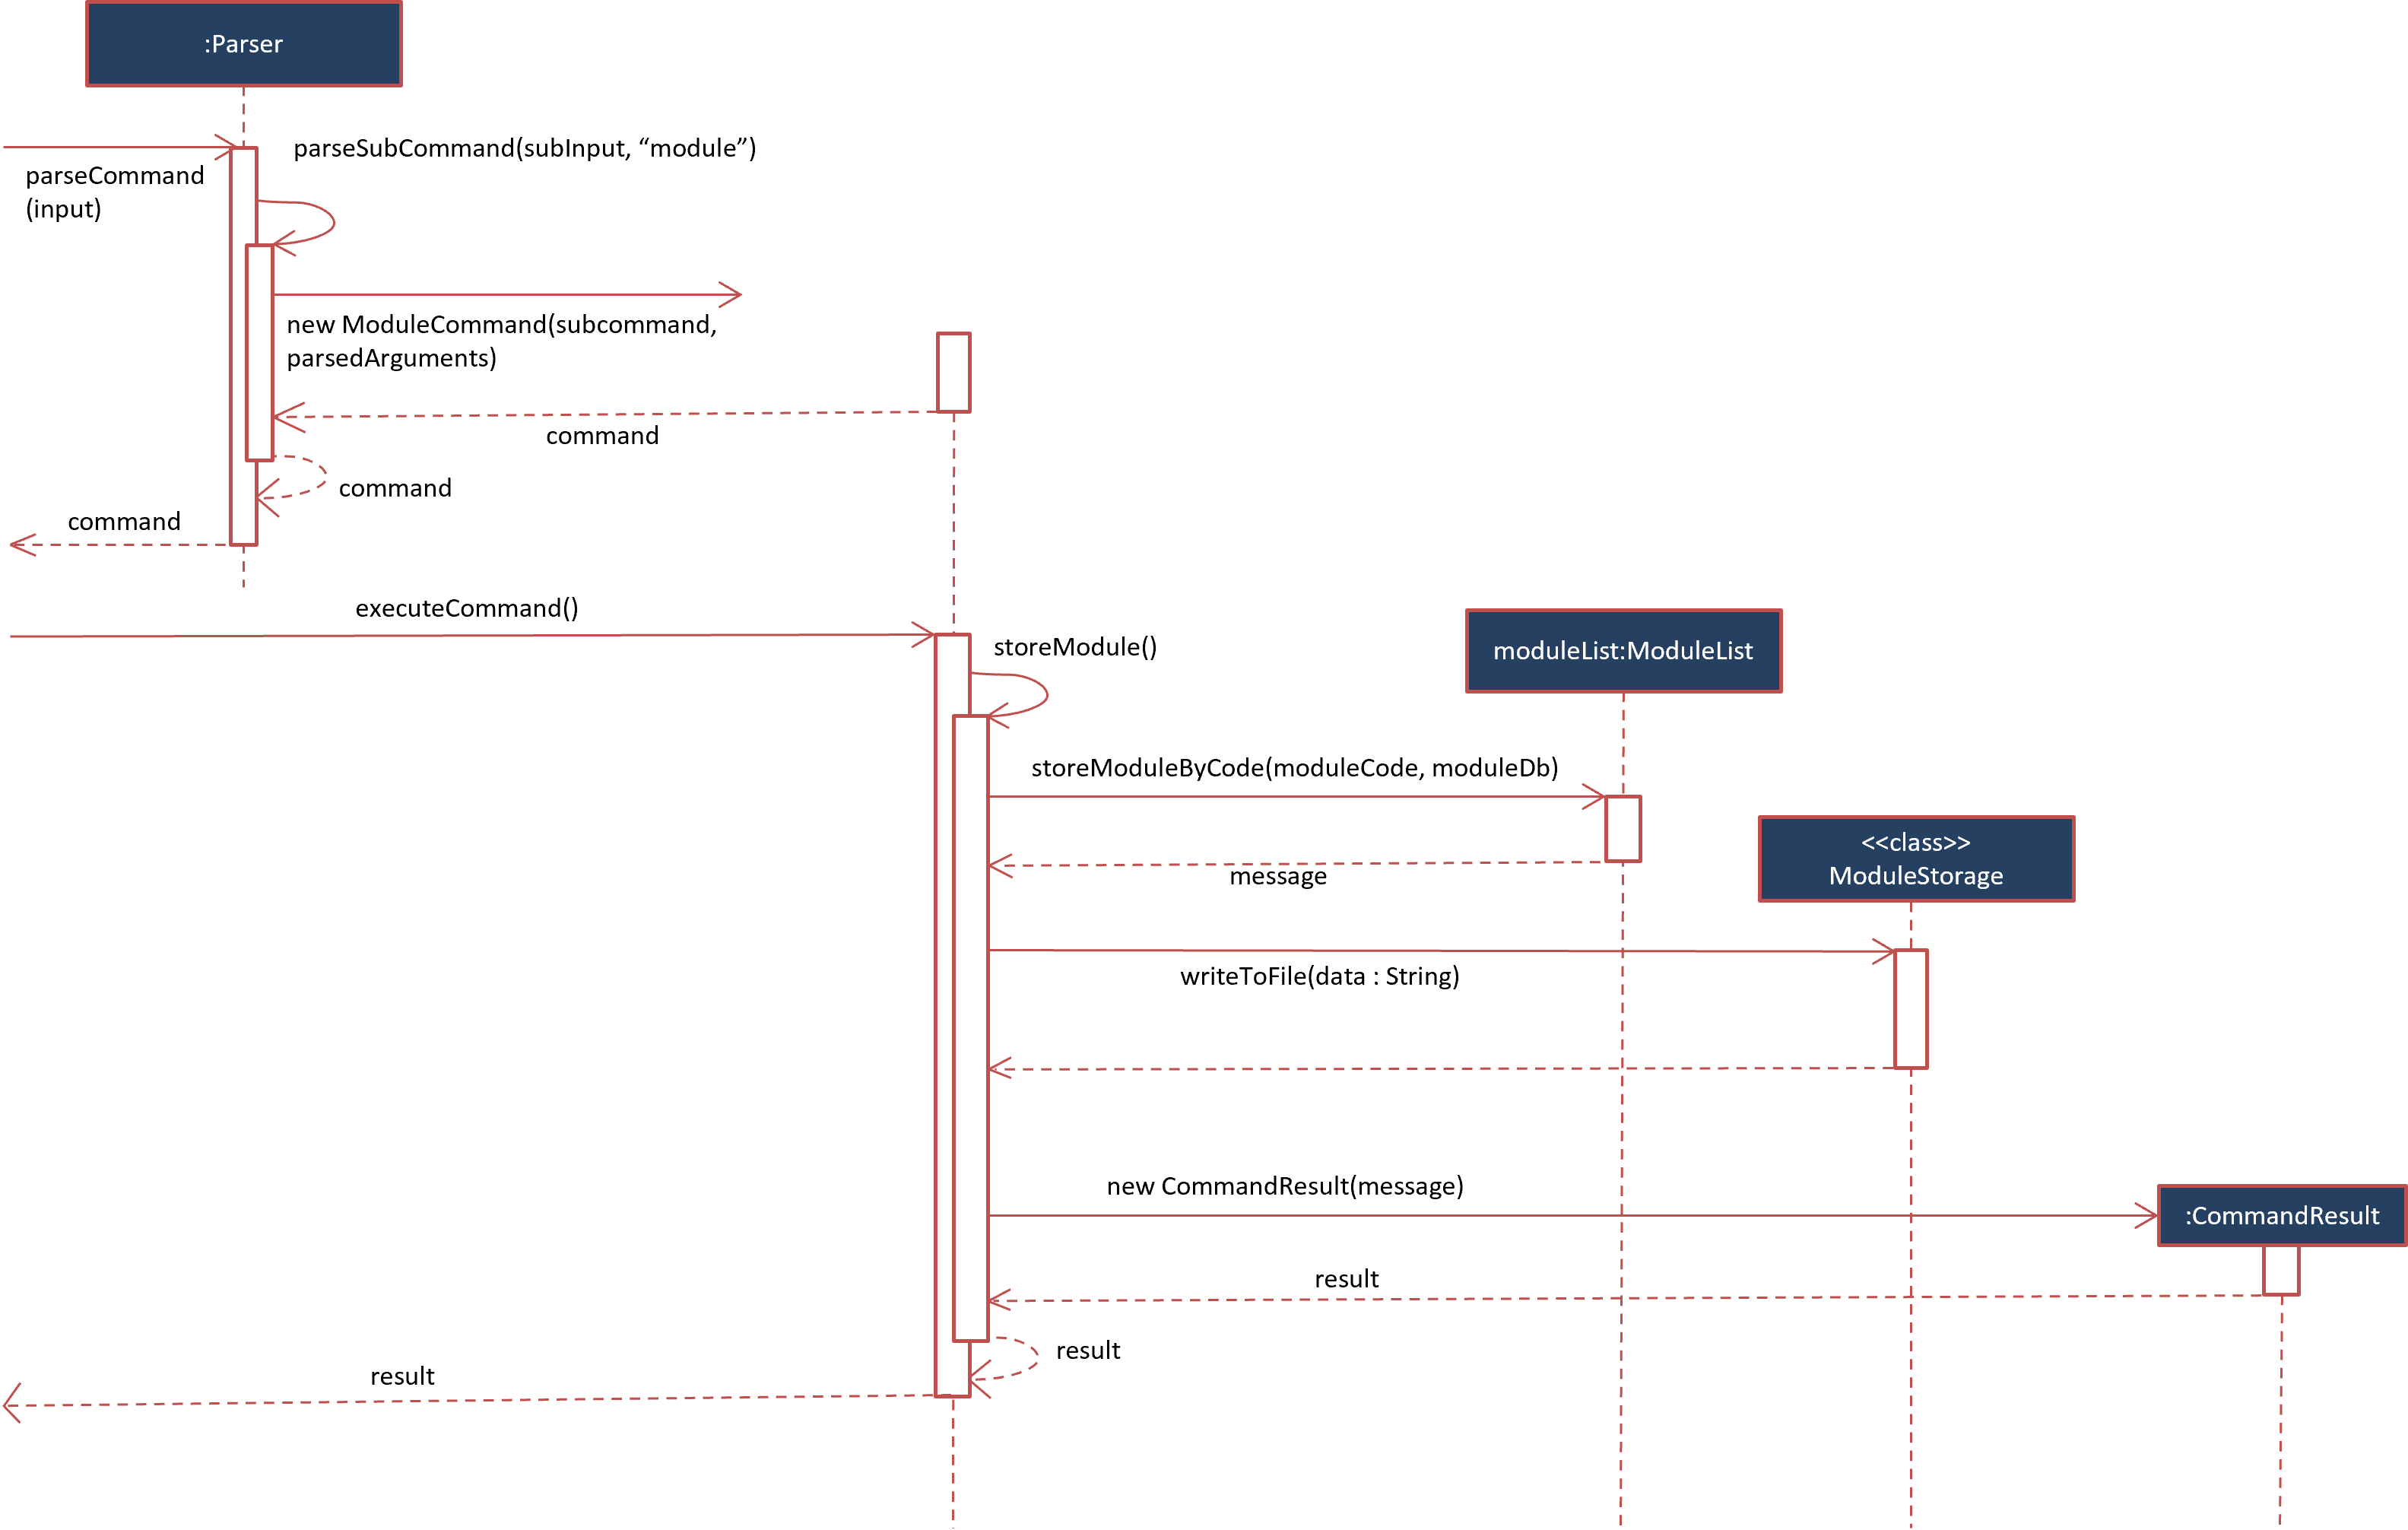 :Parser
parseSubCommand(subInput, “module”)
parseCommand
(input)
new ModuleCommand(subcommand,
parsedArguments)
command
command
command
executeCommand()
storeModule()
moduleList:ModuleList
storeModuleByCode(moduleCode, moduleDb)
<<class>>
ModuleStorage
message
writeToFile(data : String)
new CommandResult(message)
:CommandResult
result
result
result